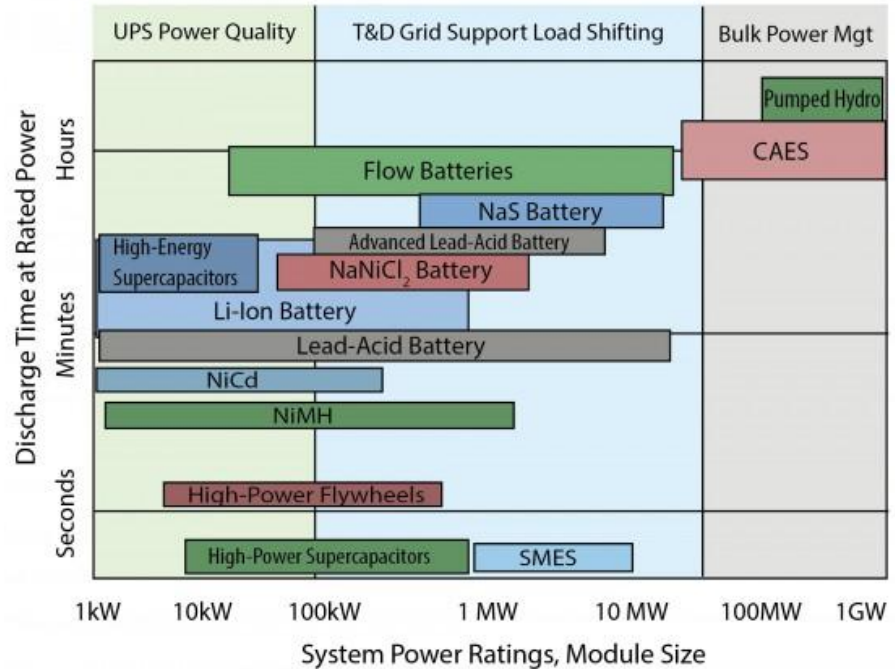 UPS Power Quality
T&D Grid Support Load Shifting
Bulk Power Mgt
Discharge Time at Rated Power
Hours
Minutes
Seconds
Pumped Hydro
CAES
Flow Batteries
NaS Battery
Advanced Lead-Acid Battery
High-Energy
Supercapacitors
NaNiCl₂ Battery
Li-Ion Battery
Lead-Acid Battery
NiCd
NiMH
High-Power Flywheels
High-Power Supercapacitors
SMES
1kW 10kW 100kW 1 MW 10 MW 100MW 1GW
System Power Ratings, Module Size